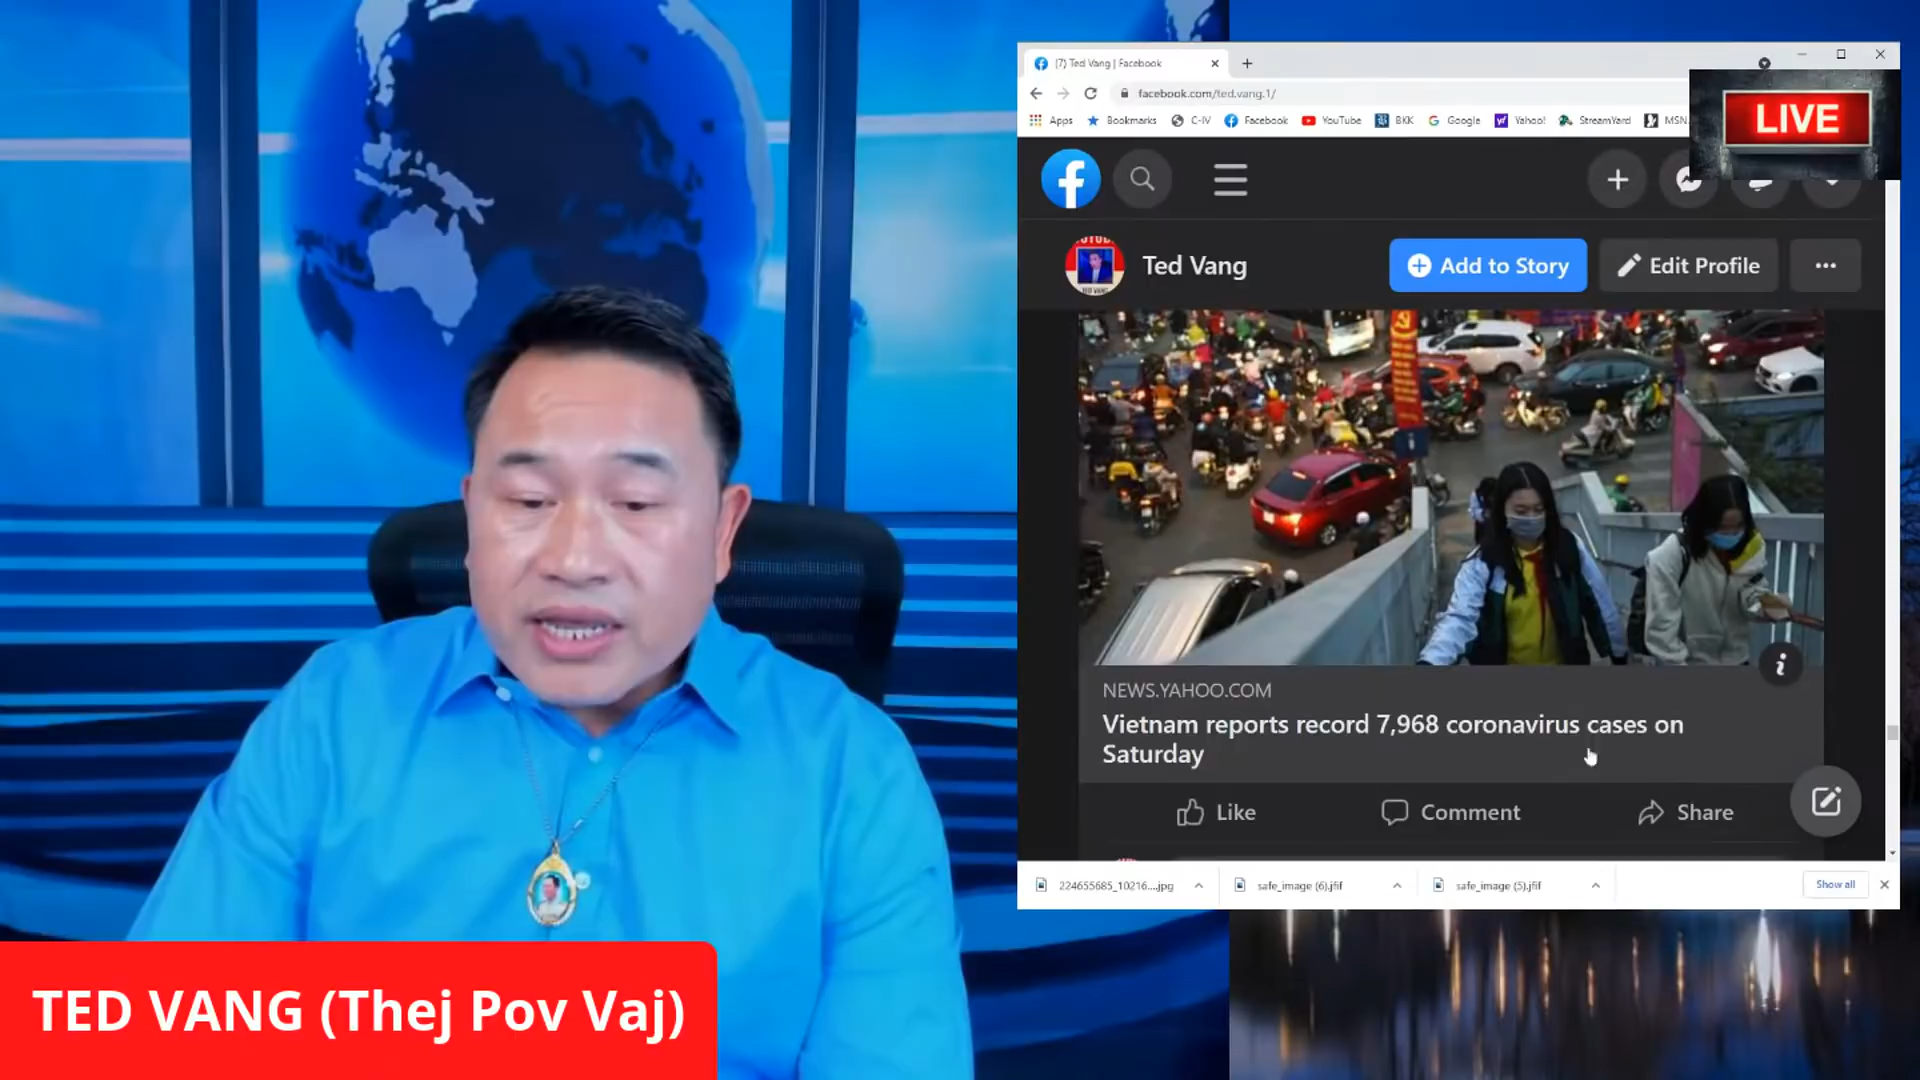 (7) Ted Vang | Facebook
facebook.com/ted.vang.1/
Apps Bookmarks C-IV Facebook YouTube BKK Google Yahoo! StreamYard MSN
LIVE
Ted Vang
Add to Story
Edit Profile
NEWS.YAHOO.COM
Vietnam reports record 7,968 coronavirus cases on
Saturday
Like Comment Share
224655685_10216....jpg
safe_image (6).jfif
safe_image (5).jfif
Show all
TED VANG (Thej Pov Vaj)